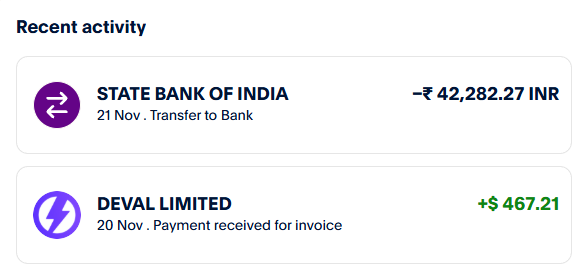 Recent activity
STATE BANK OF INDIA
−₹ 42,282.27 INR
21 Nov . Transfer to Bank
DEVAL LIMITED
+$ 467.21
20 Nov . Payment received for invoice